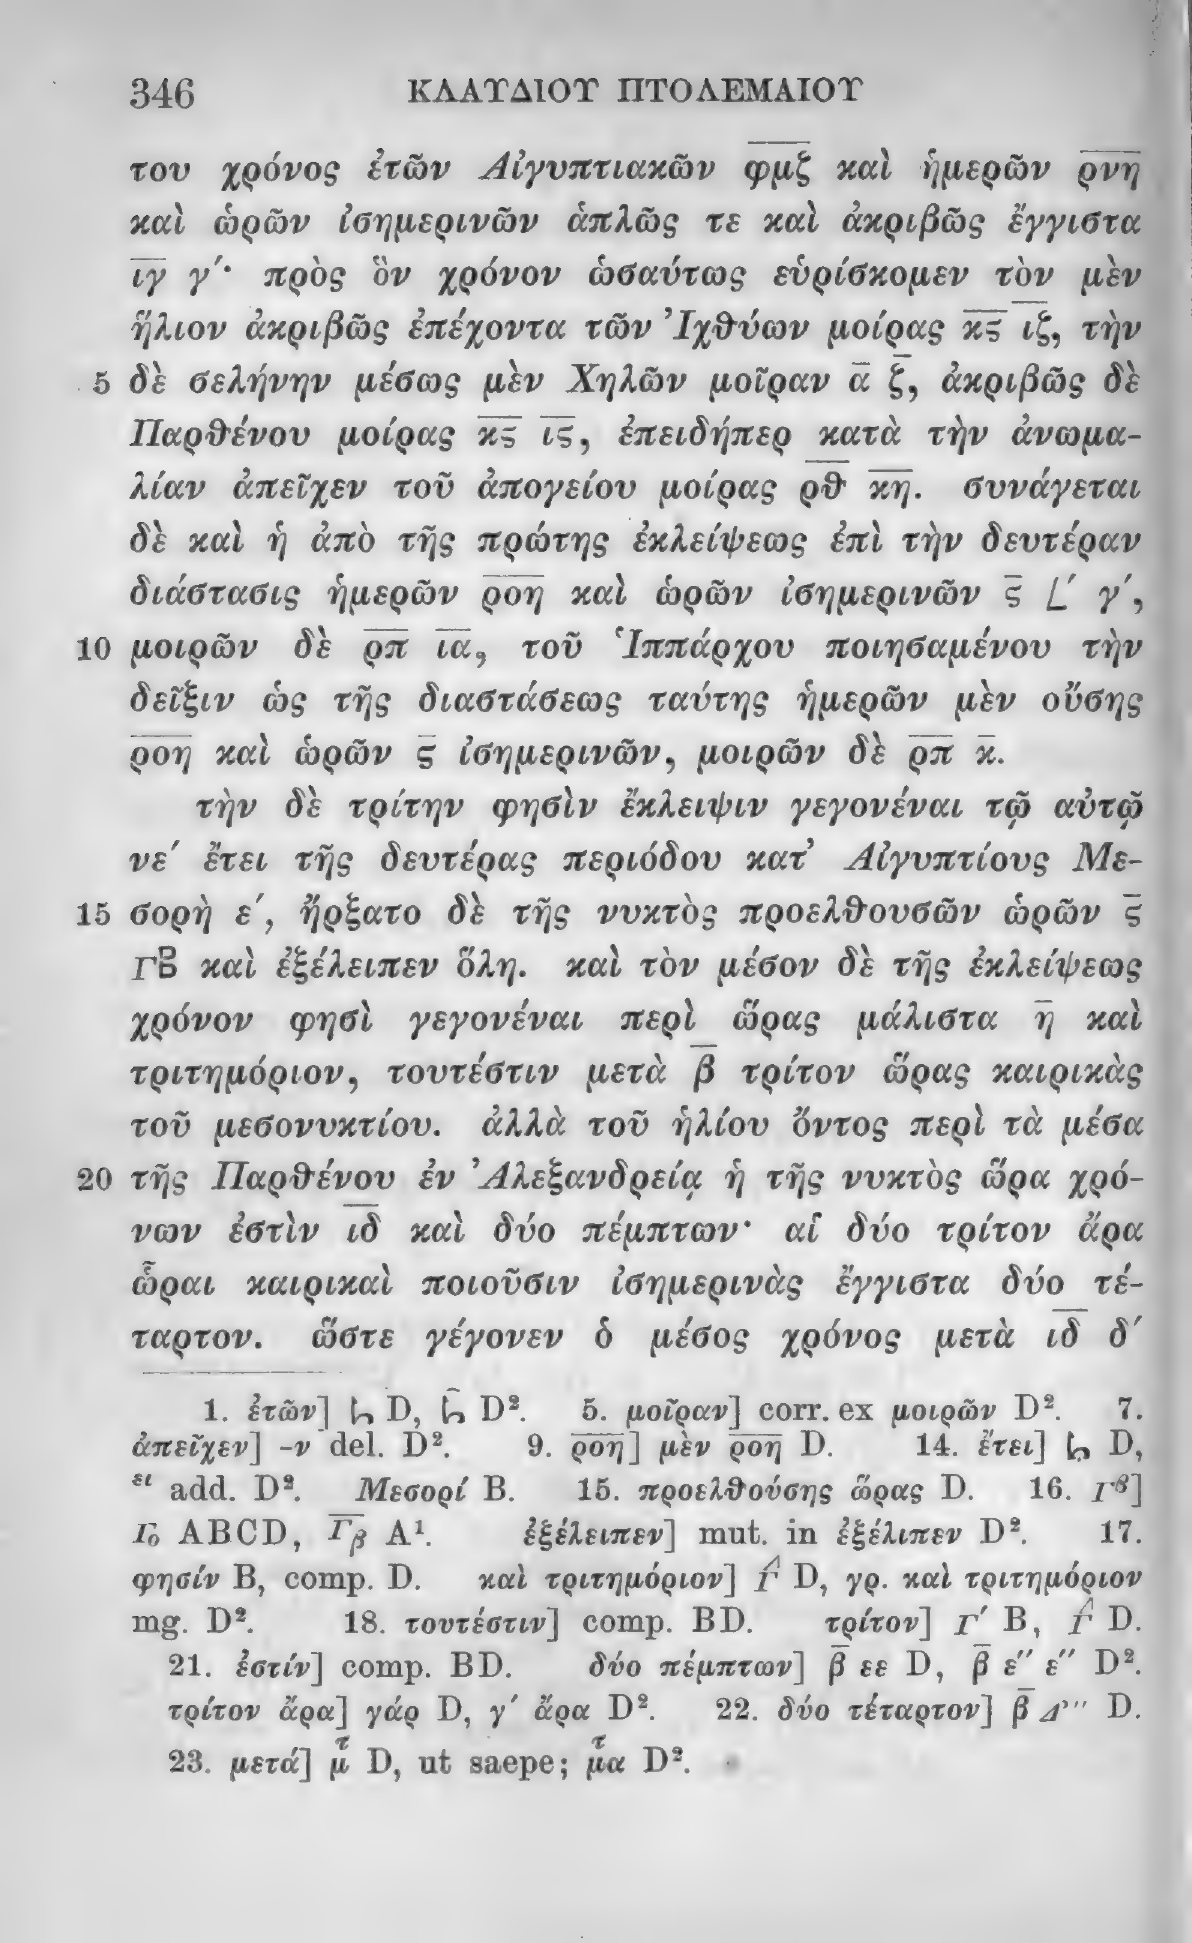 346 ΚΛΑΥΔΙΟΥ ΠΤΟΛΕΜΑΙΟΥ
του χρόνος ἐτῶν Αἰγυπτιακῶν φμζ καὶ ἡμερῶν ρνη
καὶ ὡρῶν ἰσημερινῶν ἁπλῶς τε καὶ ἀκριβῶς ἔγγιστα
ιγ γ′· πρὸς ὃν χρόνον ὡσαύτως εὑρίσκομεν τὸν μὲν
ἥλιον ἀκριβῶς ἐπέχοντα τῶν Ἰχθύων μοίρας κϛ ιζ, τὴν
5 δὲ σελήνην μέσως μὲν Χηλῶν μοῖραν α ζ, ἀκριβῶς δὲ
Παρθένου μοίρας κϛ ιϛ, ἐπειδήπερ κατὰ τὴν ἀνωμα-
λίαν ἀπεῖχεν τοῦ ἀπογείου μοίρας ρθ κη. συνάγεται
δὲ καὶ ἡ ἀπὸ τῆς πρώτης ἐκλείψεως ἐπὶ τὴν δευτέραν
διάστασις ἡμερῶν ροη καὶ ὡρῶν ἰσημερινῶν ϛ ∠′ γ′,
10 μοιρῶν δὲ ρπ ια, τοῦ Ἱππάρχου ποιησαμένου τὴν
δεῖξιν ὡς τῆς διαστάσεως ταύτης ἡμερῶν μὲν οὔσης
ροη καὶ ὡρῶν ϛ ἰσημερινῶν, μοιρῶν δὲ ρπ κ.
τὴν δὲ τρίτην φησὶν ἔκλειψιν γεγονέναι τῷ αὐτῷ
νε′ ἔτει τῆς δευτέρας περιόδου κατ’ Αἰγυπτίους Με-
15 σορὴ ε′, ἤρξατο δὲ τῆς νυκτὸς προελθουσῶν ὡρῶν ϛ
καὶ ἐξέλειπεν ὅλη. καὶ τὸν μέσον δὲ τῆς ἐκλείψεως
χρόνον φησὶ γεγονέναι περὶ ὥρας μάλιστα η καὶ
τριτημόριον, τουτέστιν μετὰ β τρίτον ὥρας καιρικὰς
τοῦ μεσονυκτίου. ἀλλὰ τοῦ ἡλίου ὄντος περὶ τὰ μέσα
20 τῆς Παρθένου ἐν Ἀλεξανδρείᾳ ἡ τῆς νυκτὸς ὥρα χρό-
νων ἐστὶν ιδ καὶ δύο πέμπτων· αἱ δύο τρίτον ἄρα
ὧραι καιρικαὶ ποιοῦσιν ἰσημερινὰς ἔγγιστα δύο τέ-
ταρτον. ὥστε γέγονεν ὁ μέσος χρόνος μετὰ ιδ δ′
1. ἐτῶν] D, D². 5. μοῖραν] corr. ex μοιρῶν D². 7.
ἀπεῖχεν] -ν del. D². 9. ροη] μὲν ροη D. 14. ἔτει] D,
ει add. D². Μεσορί B. 15. προελθούσης ὥρας D. 16. Γβ]
Γο ABCD, Γβ A¹. ἐξέλειπεν] mut. in ἐξέλιπεν D². 17.
φησίν B, comp. D. καὶ τριτημόριον] Γ D, γρ. καὶ τριτημόριον
mg. D². 18. τουτέστιν] comp. BD. τρίτον] Γ′ B, Γ D.
21. ἐστίν] comp. BD. δύο πέμπτων] β εε D, β ε″ ε″ D².
τρίτον ἄρα] γάρ D, γ′ ἄρα D². 22. δύο τέταρτον] β D.
23. μετά] μτ D, ut saepe; μτα D².